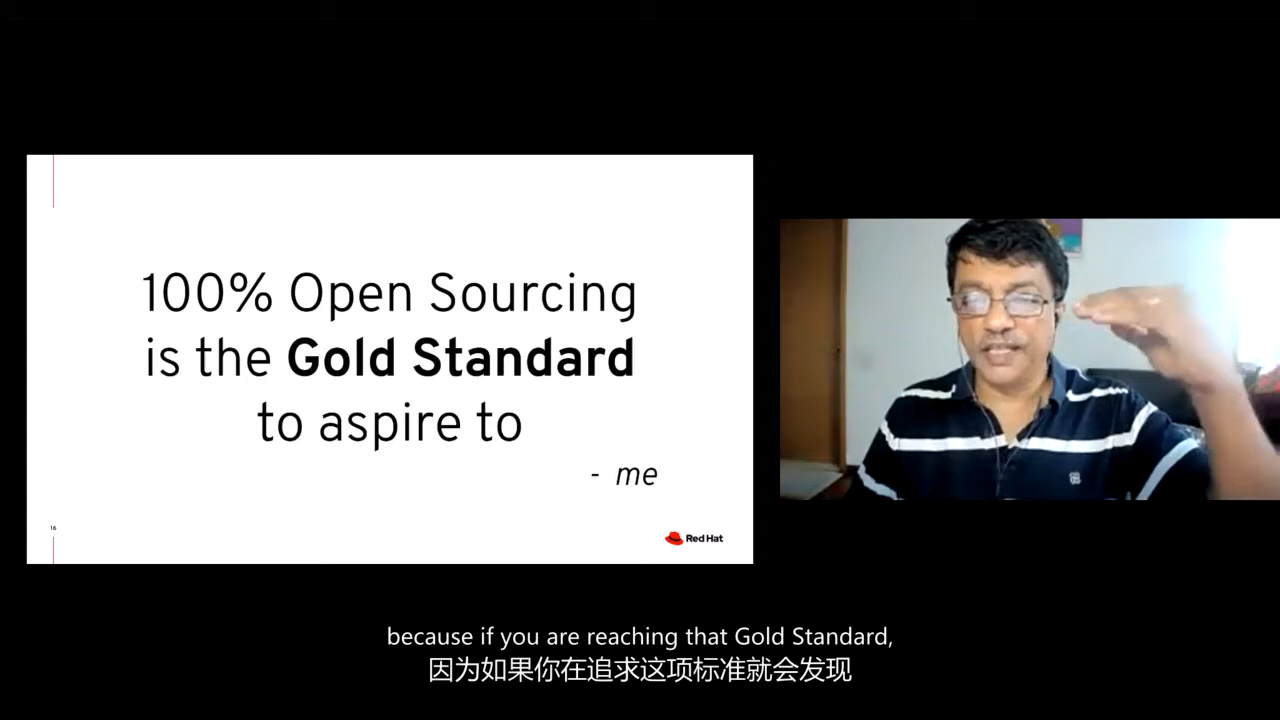 100% Open Sourcing
is the Gold Standard
to aspire to
- me
16
Red Hat
because if you are reaching that Gold Standard,
因为如果你在追求这项标准就会发现